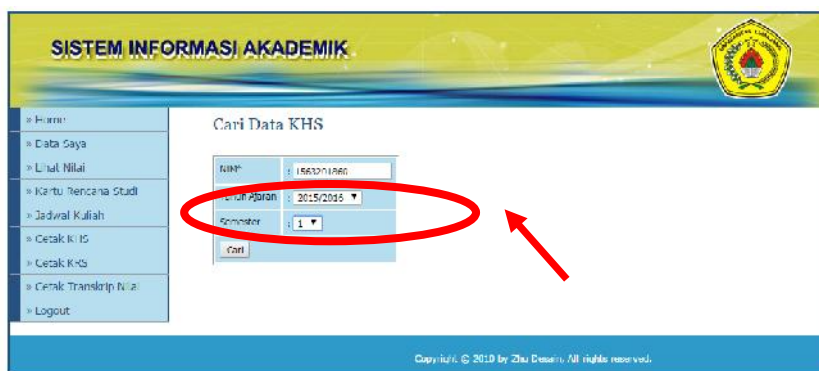 SISTEM INFORMASI AKADEMIK
» Home
» Data Saya
» Lihat Nilai
» Kartu Rencana Studi
» Jadwal Kuliah
» Cetak KHS
» Cetak KRS
» Cetak Transkrip Nilai
» Logout
Cari Data KHS
NIM : 1563201860
Tahun Ajaran : 2015/2016
Semester : 1
Cari
Copyright © 2010 by Zhu Desain, All rights reserved.